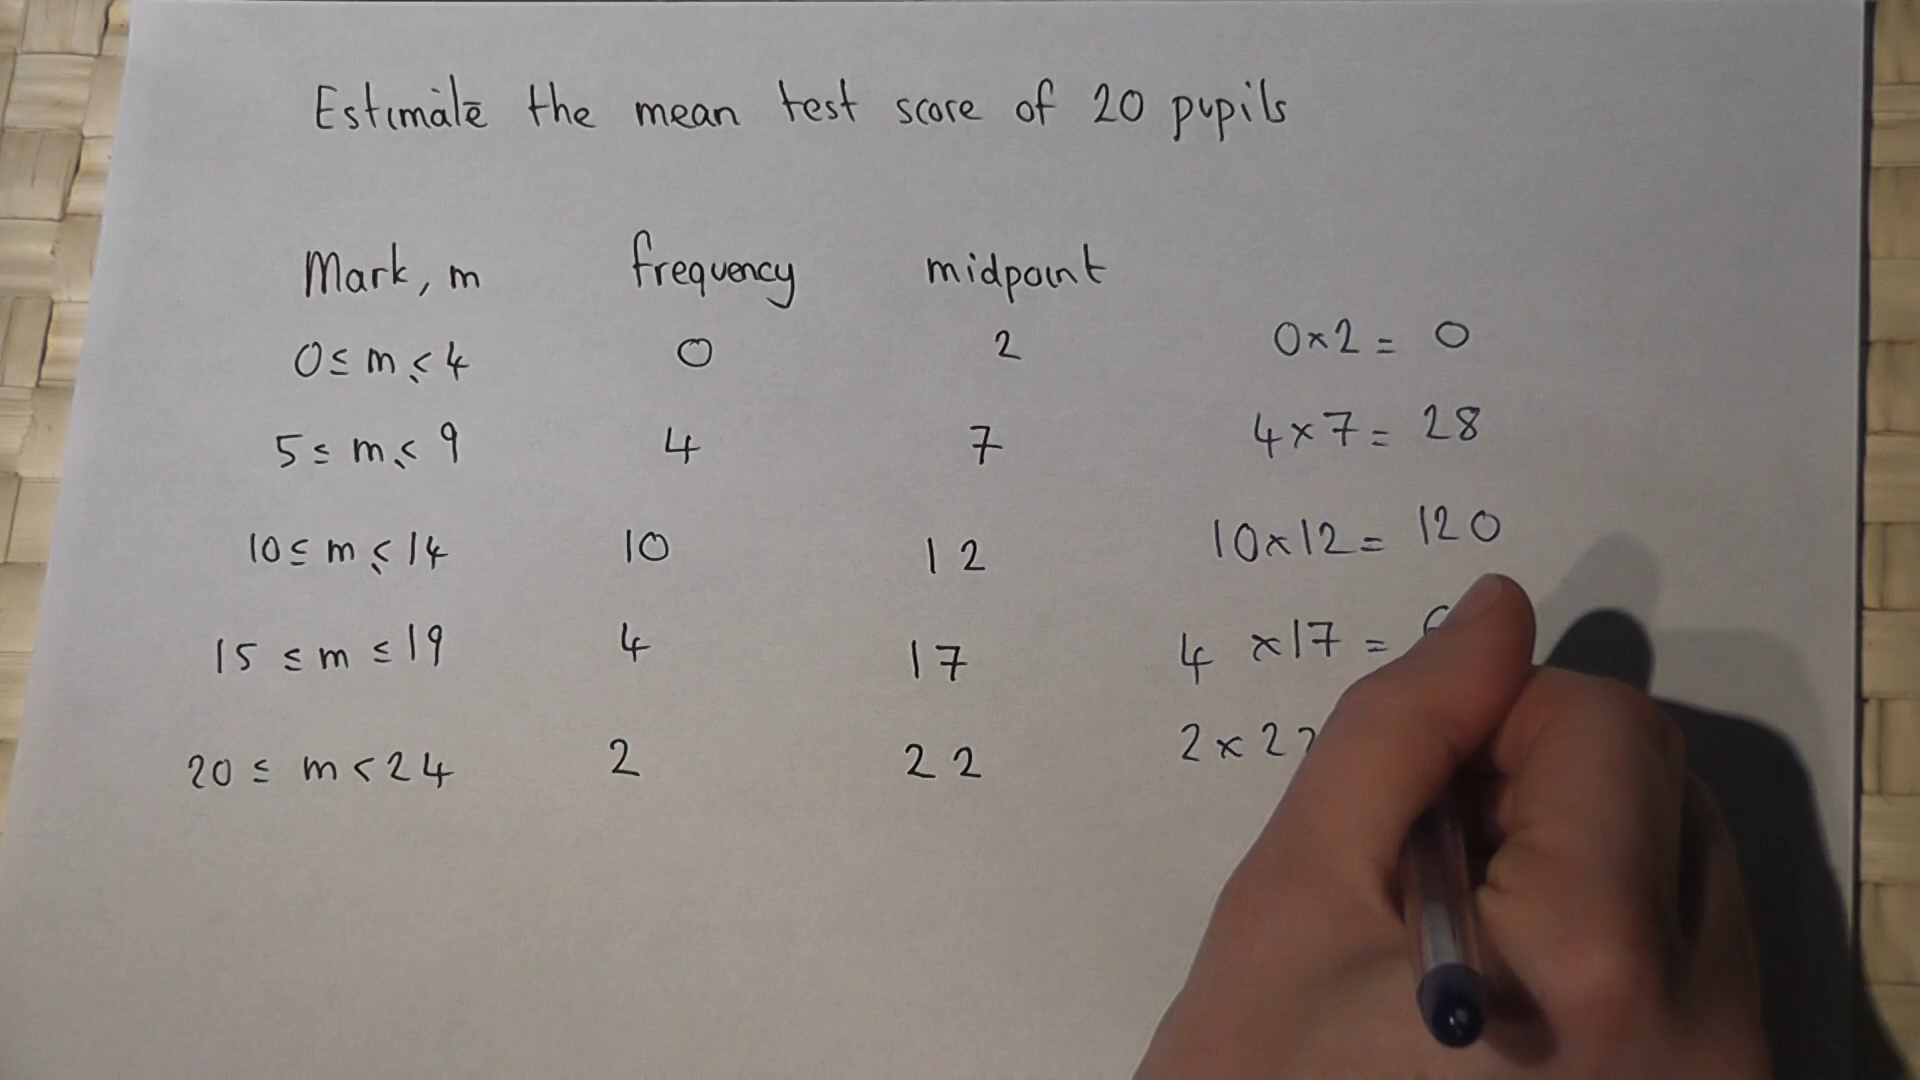 Estimate the mean test score of 20 pupils
Mark, m frequency midpoint
0 ≤ m ≤ 4 0 2 0×2 = 0
5 ≤ m ≤ 9 4 7 4×7 = 28
10 ≤ m ≤ 14 10 12 10×12 = 120
15 ≤ m ≤ 19 4 17 4 ×17 =
20 ≤ m < 24 2 22 2×22